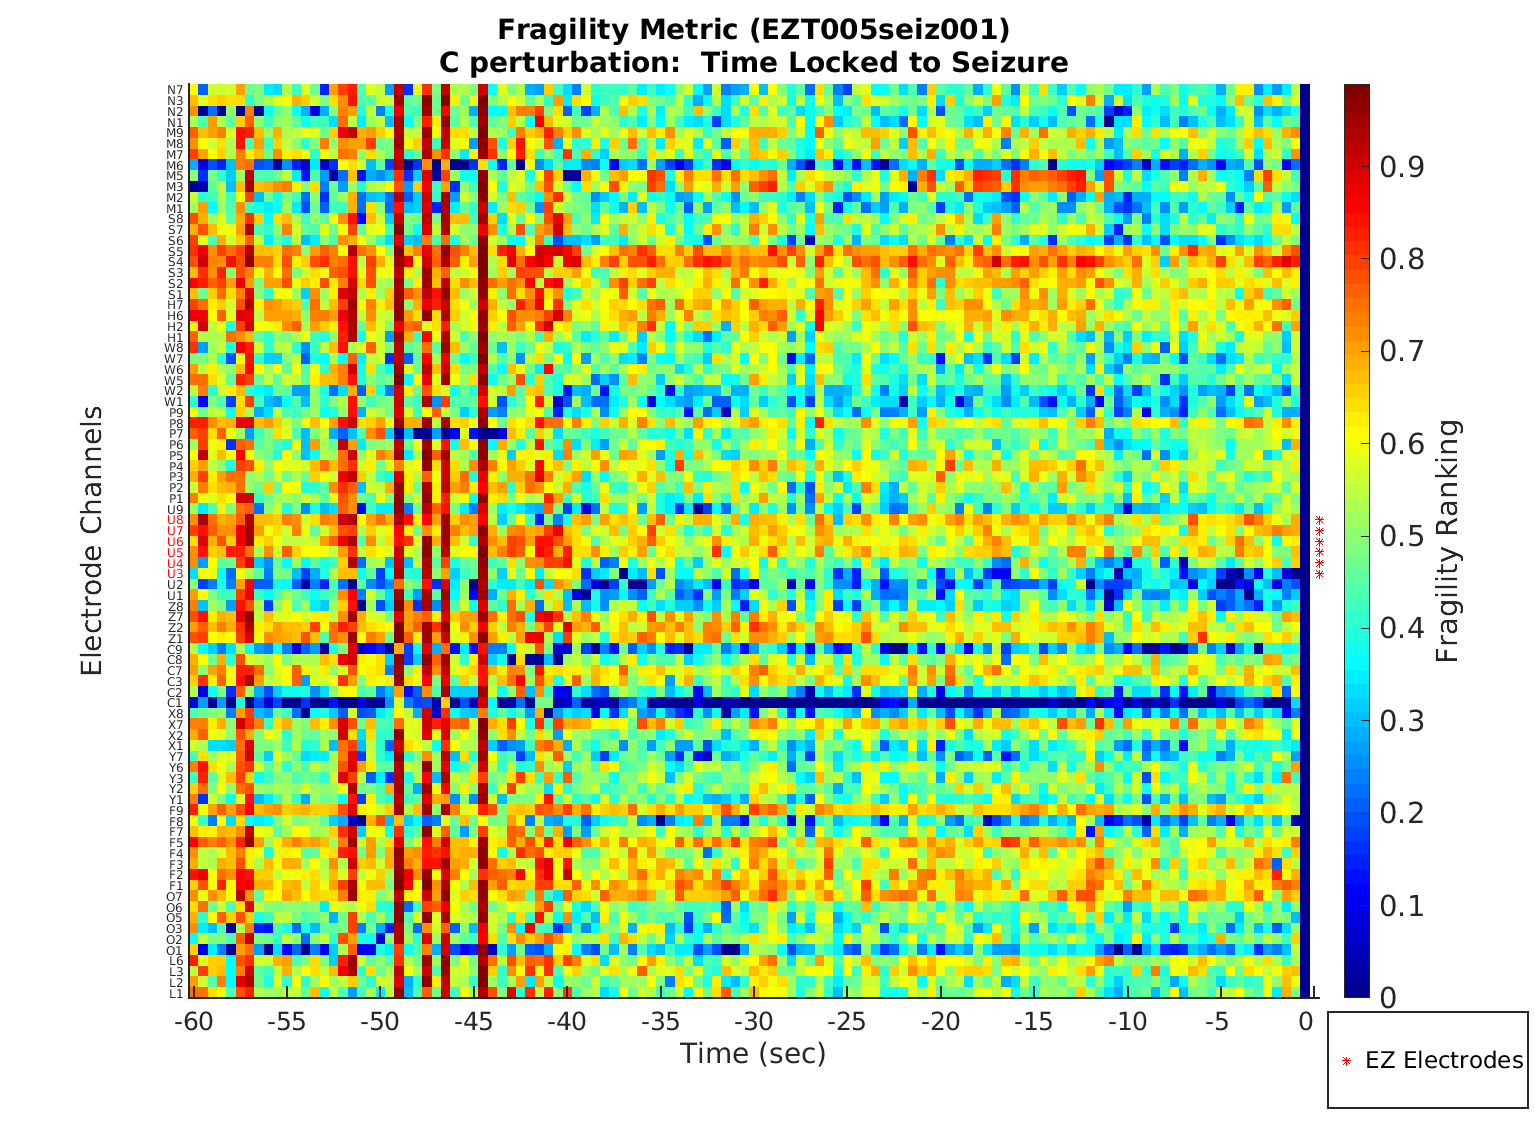 Fragility Metric (EZT005seiz001)
C perturbation:  Time Locked to Seizure
Electrode Channels
N7
N3
N2
N1
M9
M8
M7
M6
M5
M3
M2
M1
S8
S7
S6
S5
S4
S3
S2
S1
H7
H6
H2
H1
W8
W7
W6
W5
W2
W1
P9
P8
P7
P6
P5
P4
P3
P2
P1
U9
U8
U7
U6
U5
U4
U3
U2
U1
Z8
Z7
Z2
Z1
C9
C8
C7
C3
C2
C1
X8
X7
X2
X1
Y7
Y6
Y3
Y2
Y1
F9
F8
F7
F5
F4
F3
F2
F1
O7
O6
O5
O3
O2
O1
L6
L3
L2
L1
-60 -55 -50 -45 -40 -35 -30 -25 -20 -15 -10 -5 0
Time (sec)
0.9
0.8
0.7
0.6
0.5
0.4
0.3
0.2
0.1
0
Fragility Ranking
EZ Electrodes